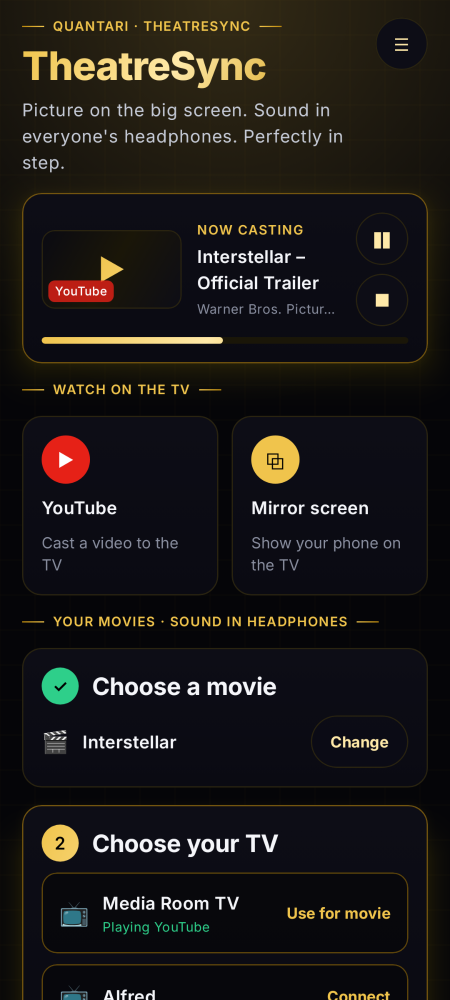 QUANTARI · THEATRESYNC
TheatreSync
Picture on the big screen. Sound in
everyone's headphones. Perfectly in
step.
NOW CASTING
Interstellar –
Official Trailer
YouTube
Warner Bros. Pictur...
WATCH ON THE TV
YouTube
Cast a video to the
TV
Mirror screen
Show your phone on
the TV
YOUR MOVIES · SOUND IN HEADPHONES
Choose a movie
Interstellar
Change
2
Choose your TV
Media Room TV
Playing YouTube
Use for movie
Alfred
Connect